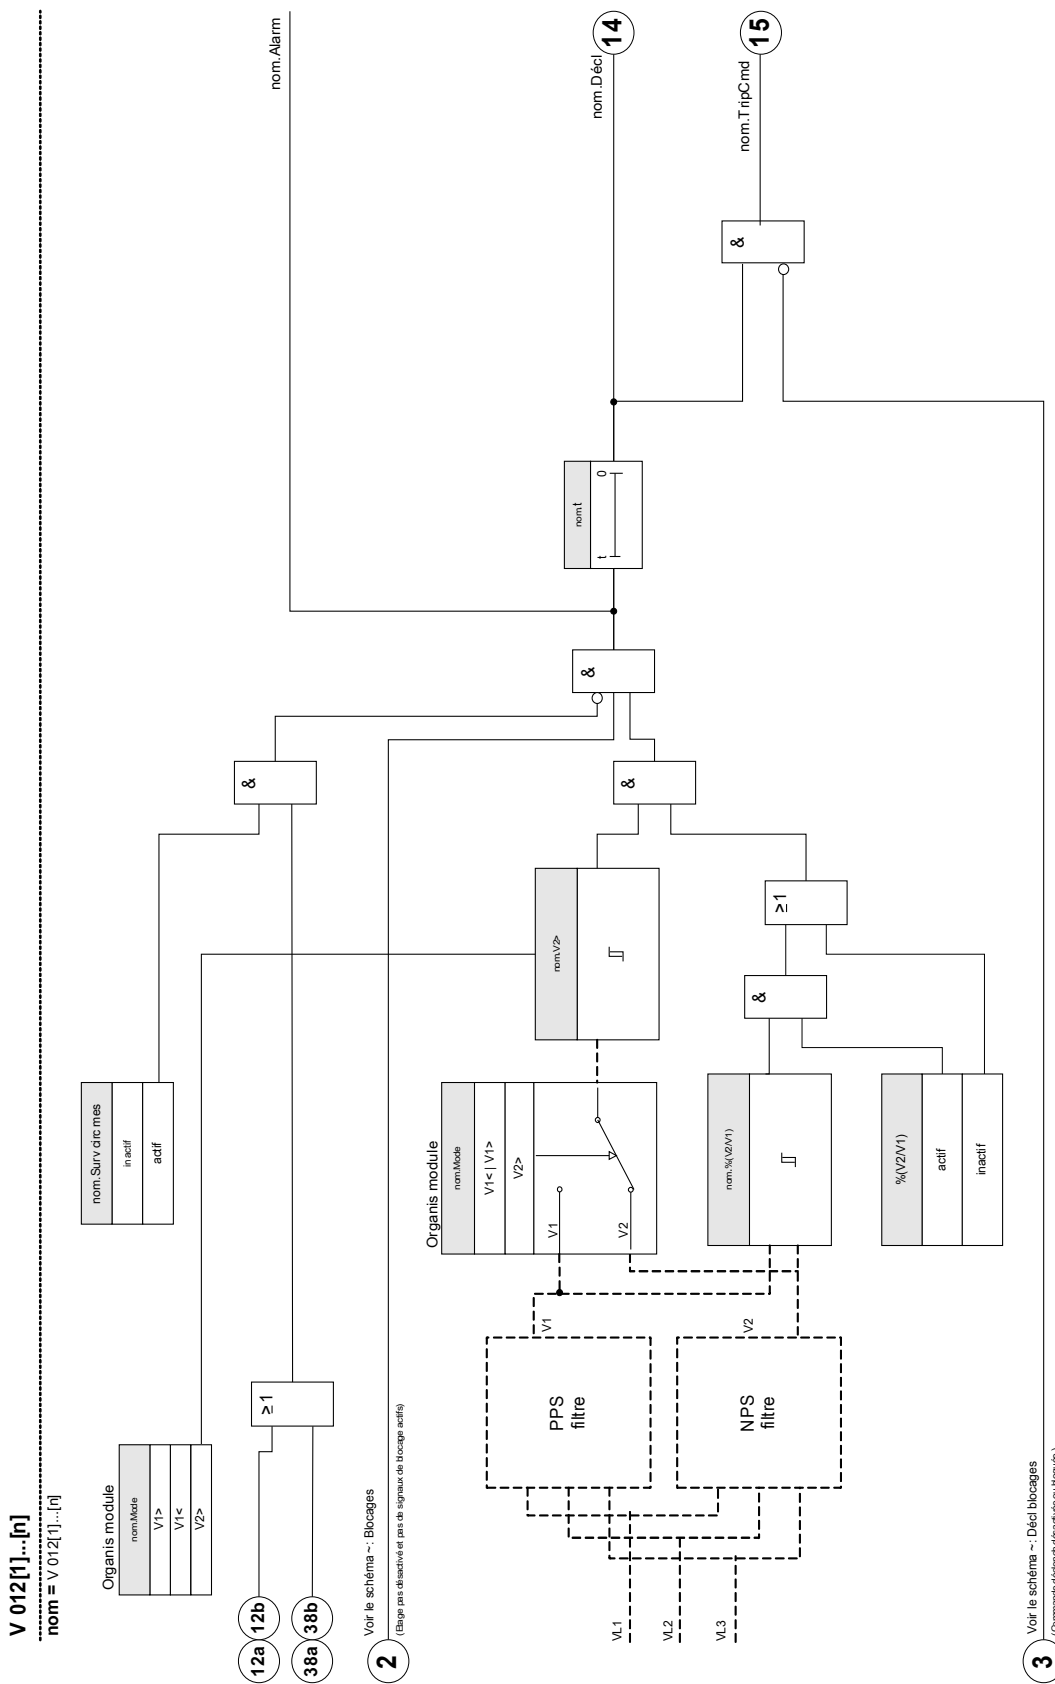 V 012[1]...[n]
nom = V 012[1]...[n]
Organis module
nom.Mode
V1>
V1<
V2>
12a
12b
38a
38b
≥1
nom.Surv circ mes
inactif
actif
&
nom.Alarm
2
Voir le schéma ~: Blocages
(Etage pas désactivé et pas de signaux de blocage actifs)
VL1
VL2
VL3
PPS
filtre
NPS
filtre
V1
V2
Organis module
nom.Mode
V1< | V1>
V2>
V1
V2
nom.V2>
nom.%(V2/V1)
%(V2/V1)
actif
inactif
&
≥1
&
&
nom.t
t
0
nom.Décl
14
&
nom.TripCmd
15
3
Voir le schéma ~: Décl blocages